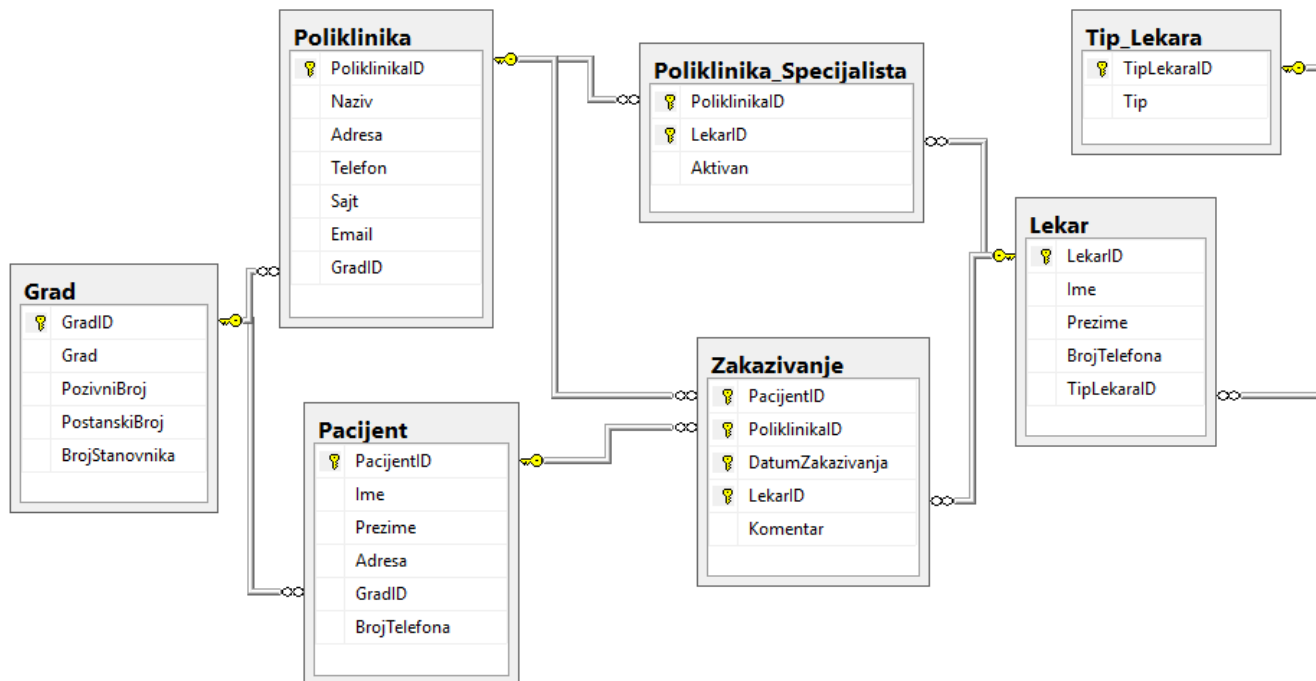 Poliklinika
PoliklinikaID
Naziv
Adresa
Telefon
Sajt
Email
GradID
Poliklinika_Specijalista
PoliklinikaID
LekarID
Aktivan
Tip_Lekara
TipLekaraID
Tip
Lekar
LekarID
Ime
Prezime
BrojTelefona
TipLekaraID
Grad
GradID
Grad
PozivniBroj
PostanskiBroj
BrojStanovnika
Zakazivanje
PacijentID
PoliklinikaID
DatumZakazivanja
LekarID
Komentar
Pacijent
PacijentID
Ime
Prezime
Adresa
GradID
BrojTelefona